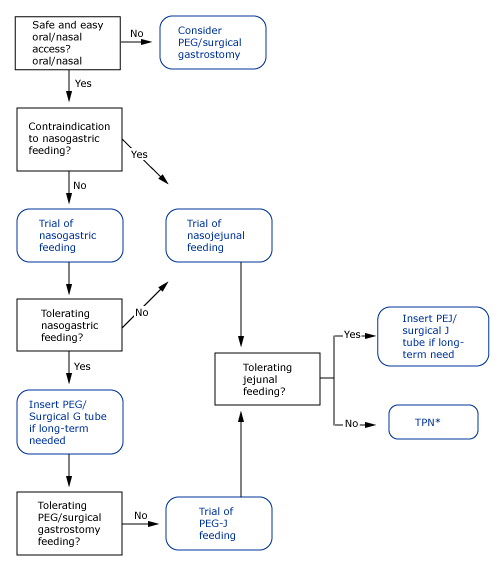 Safe and easy
oral/nasal
access?
oral/nasal
No
Consider
PEG/surgical
gastrostomy
Yes
Contraindication
to nasogastric
feeding?
Yes
No
Trial of
nasogastric
feeding
Trial of
nasojejunal
feeding
Tolerating
nasogastric
feeding?
No
Yes
Insert PEG/
Surgical G tube
if long-term
needed
Tolerating
jejunal
feeding?
Yes
Insert PEJ/
surgical J
tube if long-
term need
No
TPN*
Tolerating
PEG/surgical
gastrostomy
feeding?
No
Trial of
PEG-J
feeding